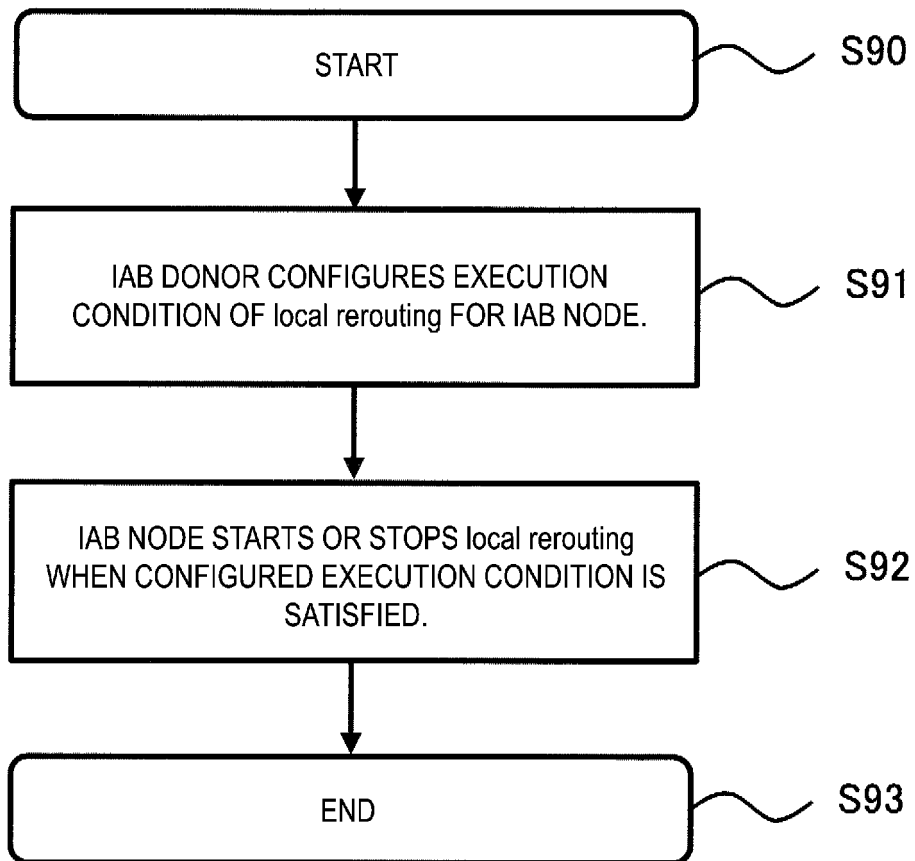 START
S90
IAB DONOR CONFIGURES EXECUTION
CONDITION OF local rerouting FOR IAB NODE.
S91
IAB NODE STARTS OR STOPS local rerouting
WHEN CONFIGURED EXECUTION CONDITION IS
SATISFIED.
S92
END
S93